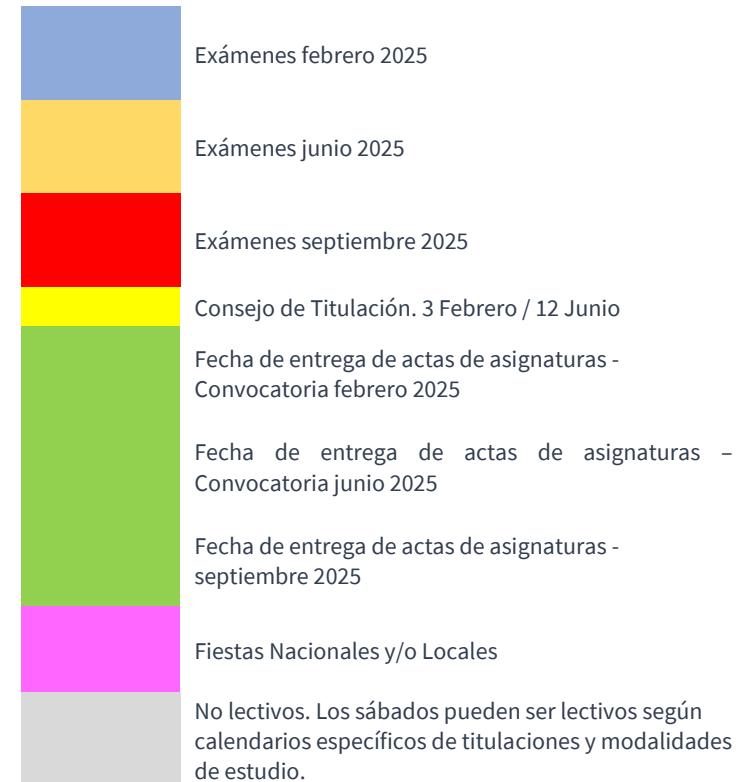 Exámenes febrero 2025
Exámenes junio 2025
Exámenes septiembre 2025
Consejo de Titulación. 3 Febrero / 12 Junio
Fecha de entrega de actas de asignaturas -
Convocatoria febrero 2025
Fecha de entrega de actas de asignaturas –
Convocatoria junio 2025
Fecha de entrega de actas de asignaturas -
septiembre 2025
Fiestas Nacionales y/o Locales
No lectivos. Los sábados pueden ser lectivos según
calendarios específicos de titulaciones y modalidades
de estudio.